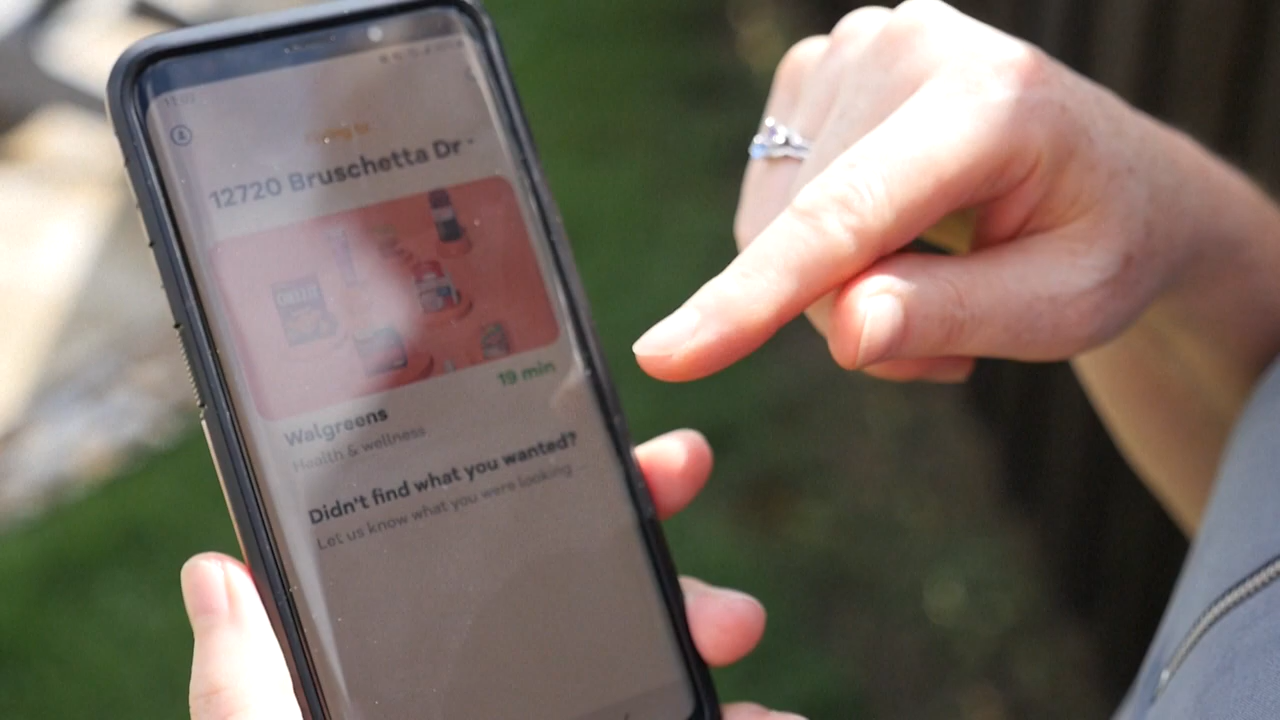 12720 Bruschetta Dr -
19 min
Walgreens
Health & wellness
Didn't find what you wanted?
Let us know what you were looking